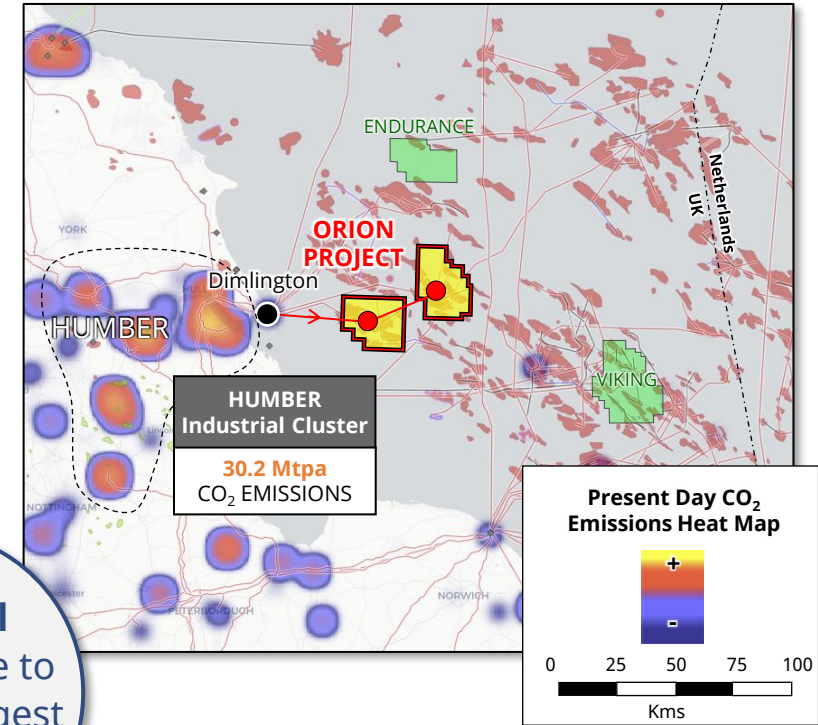 ENDURANCE
Netherlands
UK
YORK
ORION
PROJECT
Dimlington
HULL
HUMBER
VIKING
HUMBER
Industrial Cluster
30.2 Mtpa
CO₂ EMISSIONS
NOTTINGHAM
PETERBOROUGH
NORWICH
Present Day CO₂
Emissions Heat Map
+
-
0 25 50 75 100
Kms
e to
gest